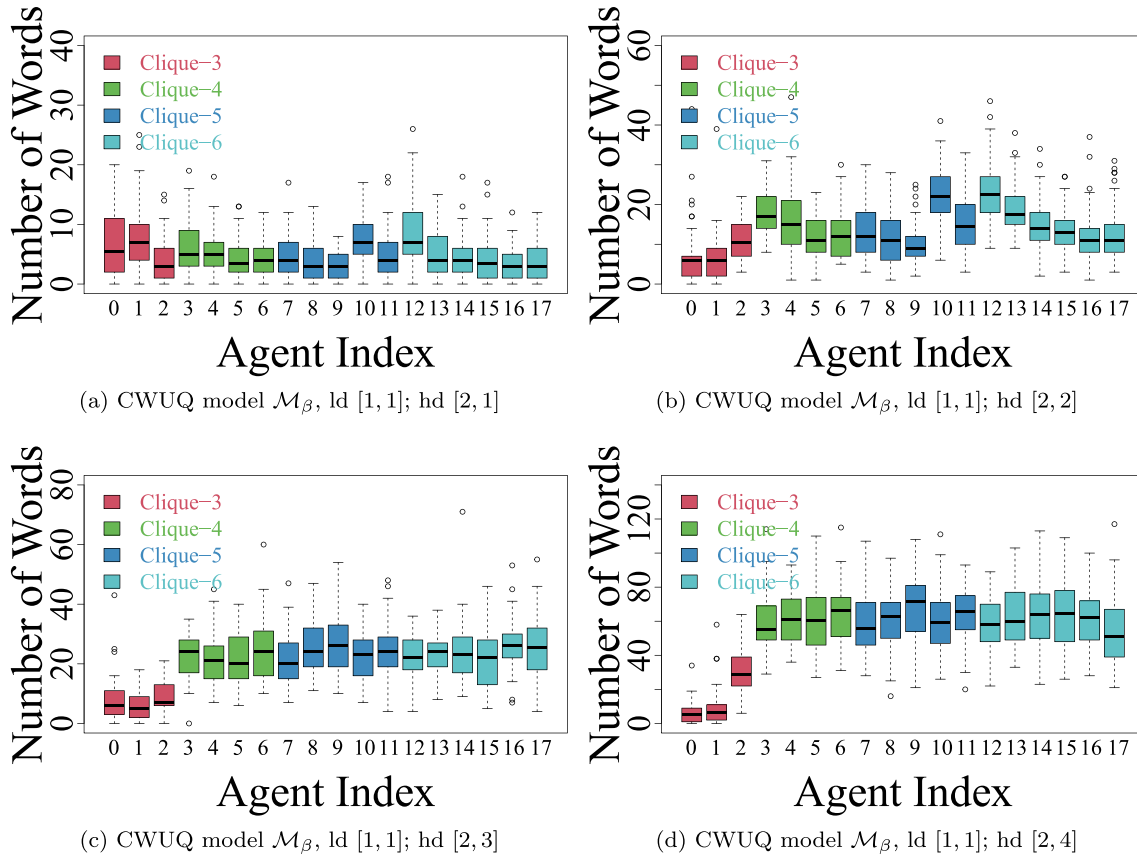 Number of Words
40
30
20
10
0
Clique−3
Clique−4
Clique−5
Clique−6
0 1 2 3 4 5 6 7 8 9 10 11 12 13 14 15 16 17
Agent Index
(a) CWUQ model 𝓜β, ld [1, 1]; hd [2, 1]
Number of Words
60
40
20
0
Clique−3
Clique−4
Clique−5
Clique−6
0 1 2 3 4 5 6 7 8 9 10 11 12 13 14 15 16 17
Agent Index
(b) CWUQ model 𝓜β, ld [1, 1]; hd [2, 2]
Number of Words
80
60
40
20
0
Clique−3
Clique−4
Clique−5
Clique−6
0 1 2 3 4 5 6 7 8 9 10 11 12 13 14 15 16 17
Agent Index
(c) CWUQ model 𝓜β, ld [1, 1]; hd [2, 3]
Number of Words
120
80
40
0
Clique−3
Clique−4
Clique−5
Clique−6
0 1 2 3 4 5 6 7 8 9 10 11 12 13 14 15 16 17
Agent Index
(d) CWUQ model 𝓜β, ld [1, 1]; hd [2, 4]